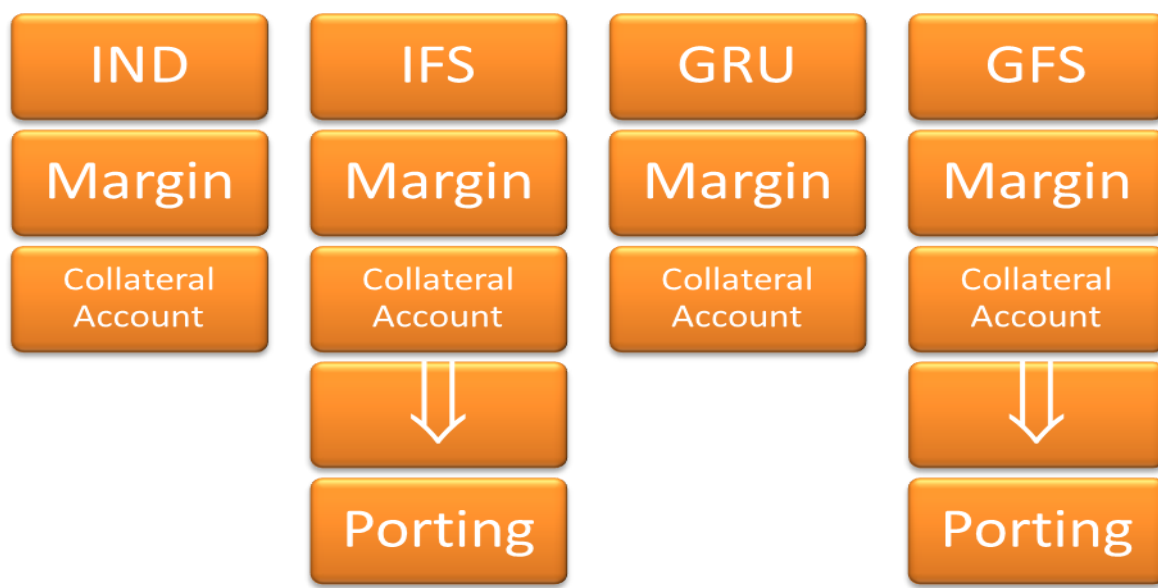 IND
IFS
GRU
GFS
Margin
Margin
Margin
Margin
Collateral
Account
Collateral
Account
Collateral
Account
Collateral
Account
⇓
⇓
Porting
Porting